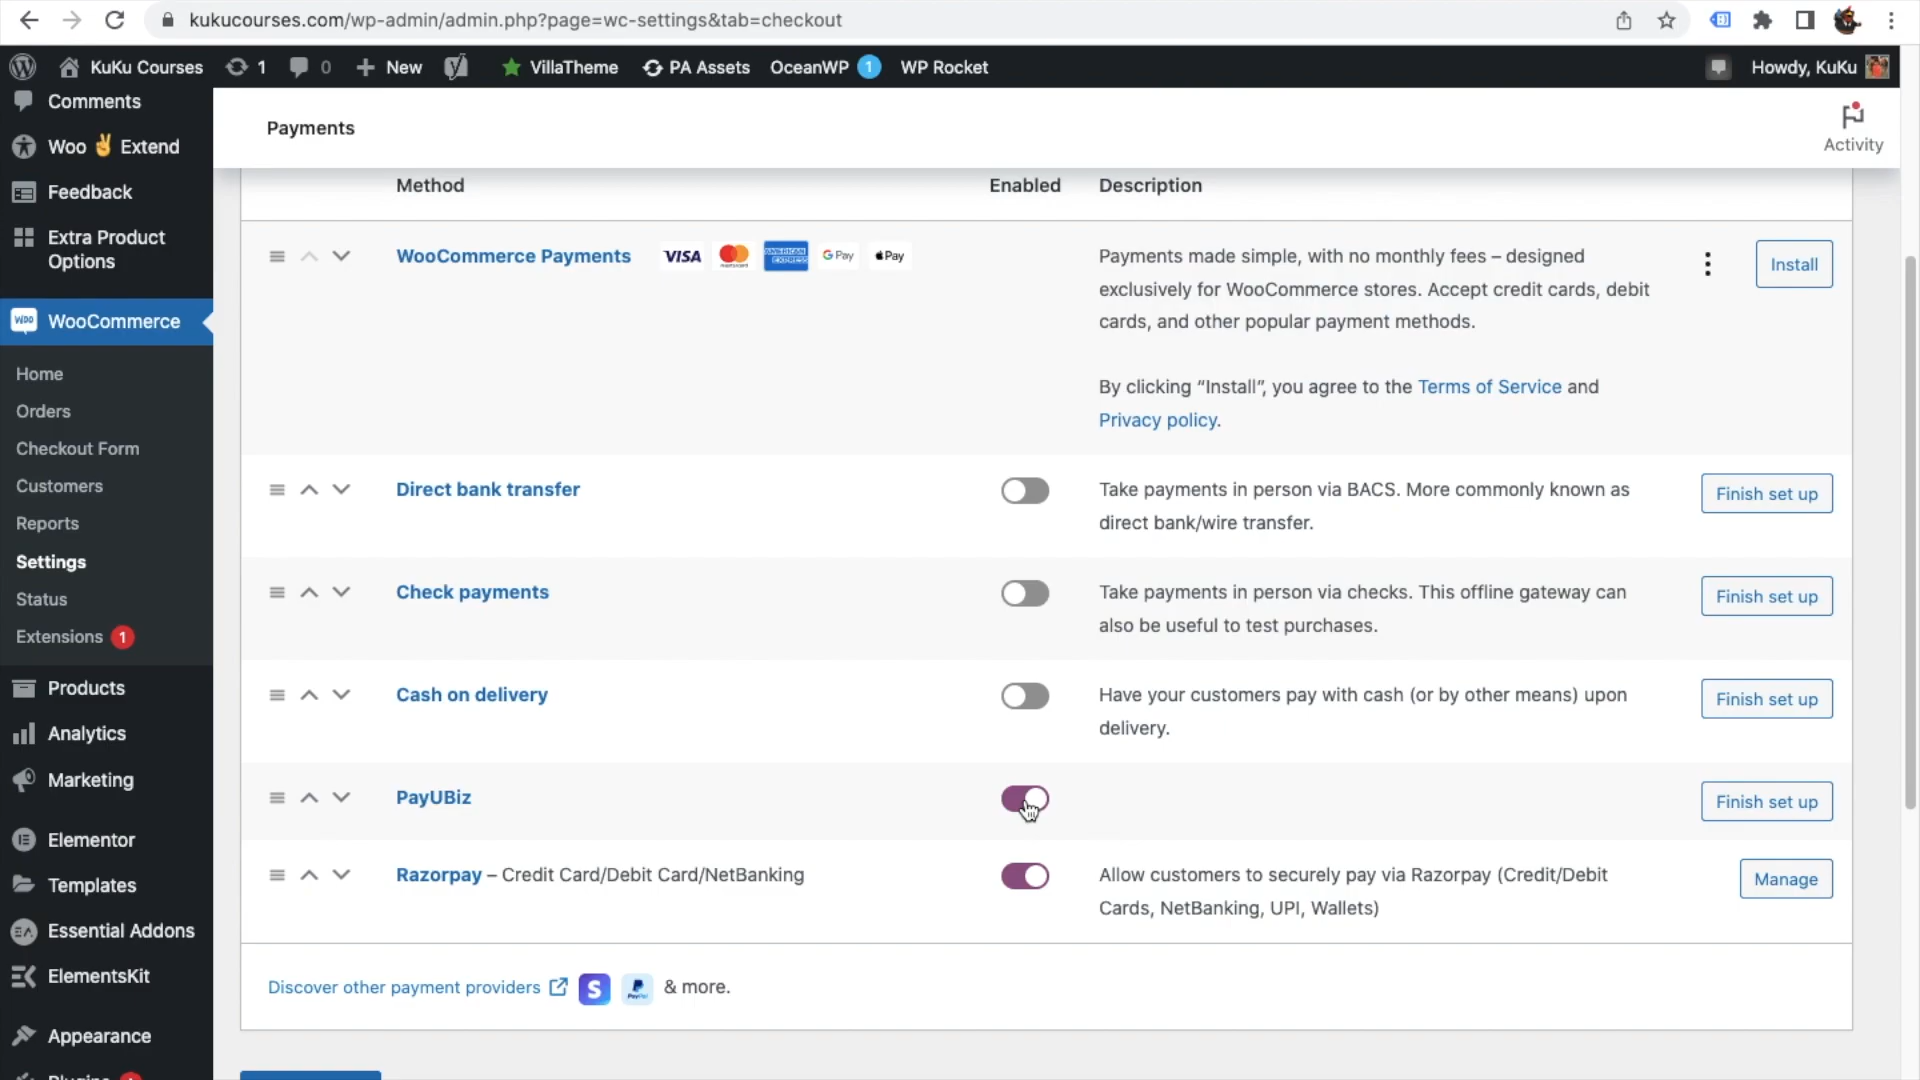 kukucourses.com/wp-admin/admin.php?page=wc-settings&tab=checkout
KuKu Courses 1 0 New VillaTheme PA Assets OceanWP 1 WP Rocket Howdy, KuKu
Comments
Woo ✌ Extend
Feedback
Extra Product
Options
WooCommerce
Home
Orders
Checkout Form
Customers
Reports
Settings
Status
Extensions 1
Products
Analytics
Marketing
Elementor
Templates
Essential Addons
ElementsKit
Appearance
Payments
Activity
Method Enabled Description
WooCommerce Payments VISA mastercard AMERICAN EXPRESS G Pay Pay
Payments made simple, with no monthly fees – designed
exclusively for WooCommerce stores. Accept credit cards, debit
cards, and other popular payment methods.
By clicking “Install”, you agree to the Terms of Service and
Privacy policy.
Install
Direct bank transfer
Take payments in person via BACS. More commonly known as
direct bank/wire transfer.
Finish set up
Check payments
Take payments in person via checks. This offline gateway can
also be useful to test purchases.
Finish set up
Cash on delivery
Have your customers pay with cash (or by other means) upon
delivery.
Finish set up
PayUBiz
Finish set up
Razorpay – Credit Card/Debit Card/NetBanking
Allow customers to securely pay via Razorpay (Credit/Debit
Cards, NetBanking, UPI, Wallets)
Manage
Discover other payment providers S PayPal & more.